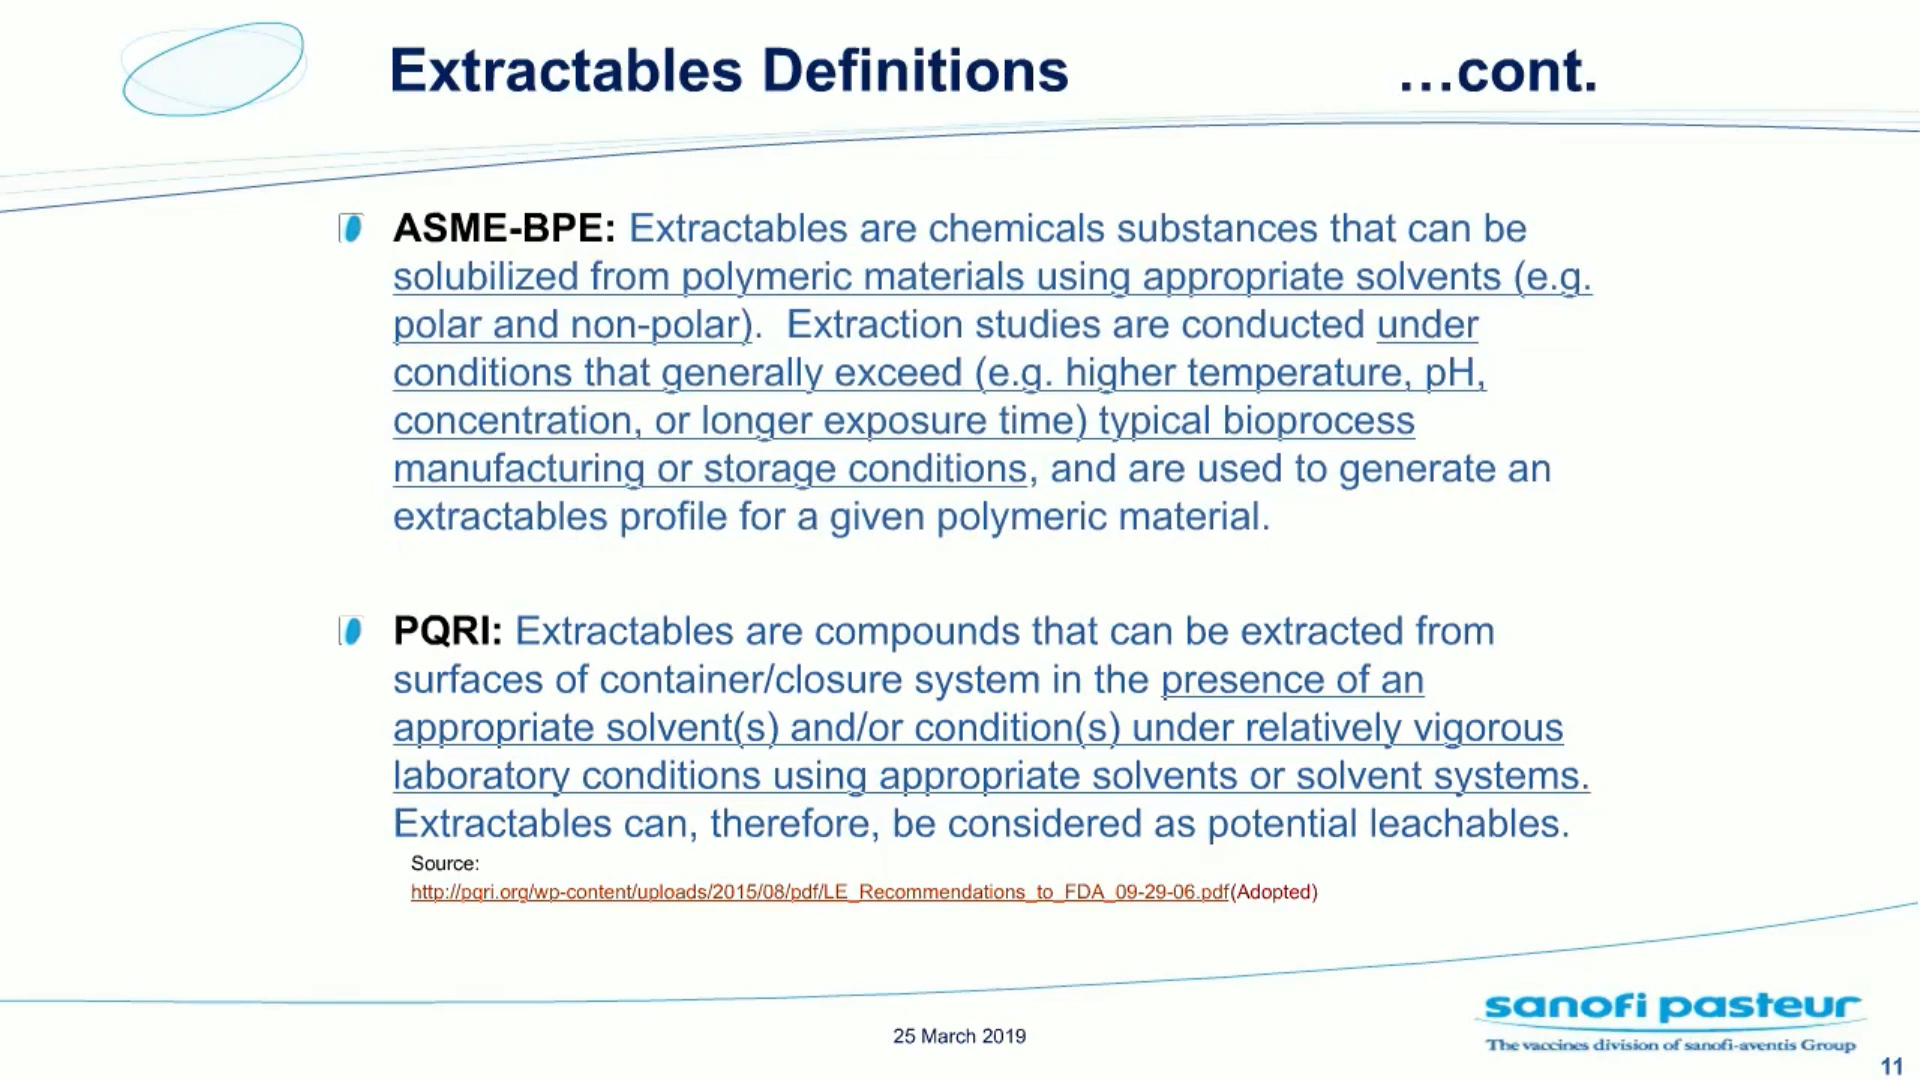 Extractables Definitions …cont.
ASME-BPE: Extractables are chemicals substances that can be
solubilized from polymeric materials using appropriate solvents (e.g.
polar and non-polar).  Extraction studies are conducted under
conditions that generally exceed (e.g. higher temperature, pH,
concentration, or longer exposure time) typical bioprocess
manufacturing or storage conditions, and are used to generate an
extractables profile for a given polymeric material.
PQRI: Extractables are compounds that can be extracted from
surfaces of container/closure system in the presence of an
appropriate solvent(s) and/or condition(s) under relatively vigorous
laboratory conditions using appropriate solvents or solvent systems.
Extractables can, therefore, be considered as potential leachables.
Source:
http://pqri.org/wp-content/uploads/2015/08/pdf/LE_Recommendations_to_FDA_09-29-06.pdf(Adopted)
sanofi pasteur
The vaccines division of sanofi-aventis Group
25 March 2019
11